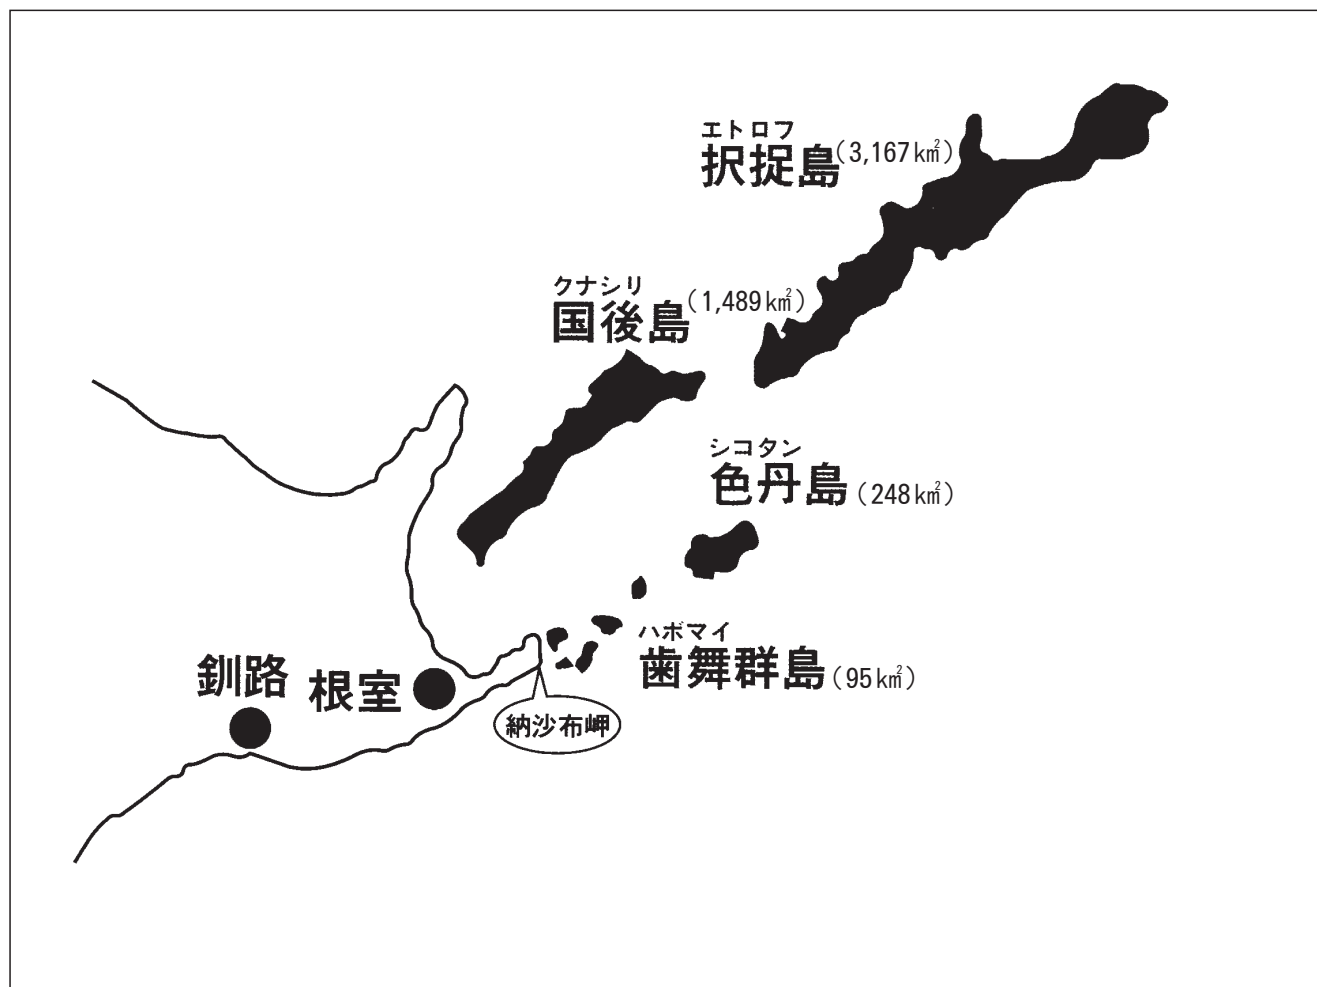 エトロフ
択捉島(3,167㎢)
クナシリ
国後島(1,489㎢)
シコタン
色丹島(248㎢)
ハボマイ
歯舞群島(95㎢)
釧路
根室
納沙布岬